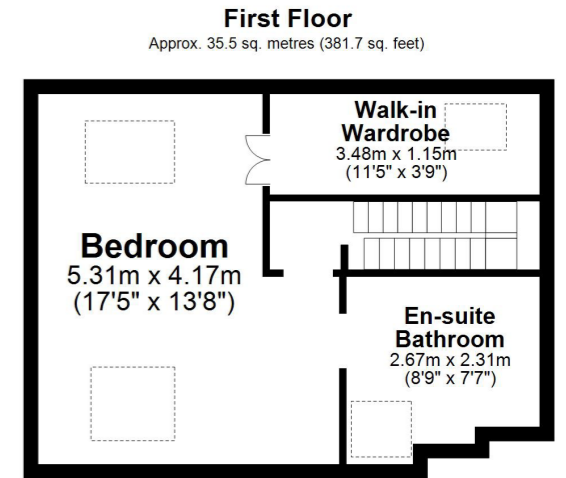 First Floor
Approx. 35.5 sq. metres (381.7 sq. feet)
Walk-in
Wardrobe
3.48m x 1.15m
(11'5" x 3'9")
Bedroom
5.31m x 4.17m
(17'5" x 13'8")
En-suite
Bathroom
2.67m x 2.31m
(8'9" x 7'7")